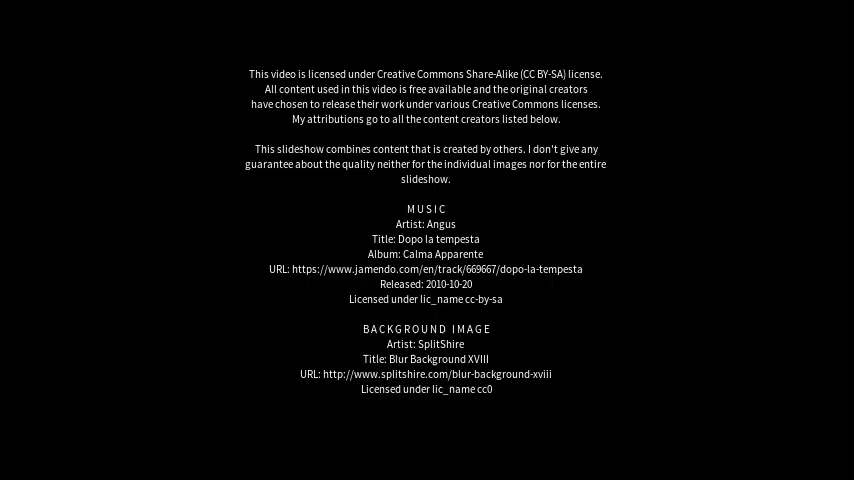 This video is licensed under Creative Commons Share-Alike (CC BY-SA) license.
All content used in this video is free available and the original creators
have chosen to release their work under various Creative Commons licenses.
My attributions go to all the content creators listed below.
This slideshow combines content that is created by others. I don't give any
guarantee about the quality neither for the individual images nor for the entire
slideshow.
MUSIC
Artist: Angus
Title: Dopo la tempesta
Album: Calma Apparente
URL: https://www.jamendo.com/en/track/669667/dopo-la-tempesta
Released: 2010-10-20
Licensed under lic_name cc-by-sa
BACKGROUND IMAGE
Artist: SplitShire
Title: Blur Background XVIII
URL: http://www.splitshire.com/blur-background-xviii
Licensed under lic_name cc0